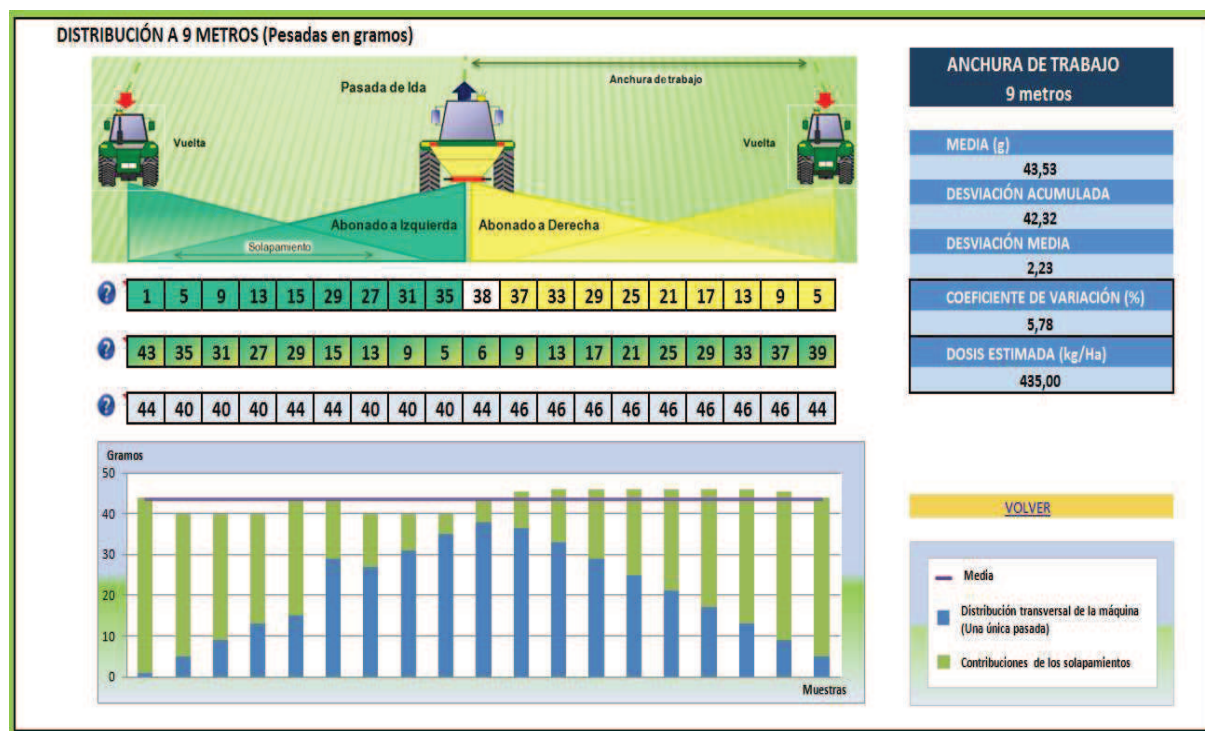 DISTRIBUCIÓN A 9 METROS (Pesadas en gramos)
Pasada de Ida
Anchura de trabajo
Vuelta
Vuelta
Abonado a Izquierda
Abonado a Derecha
Solapamiento
? 1 5 9 13 15 29 27 31 35 38 37 33 29 25 21 17 13 9 5
? 43 35 31 27 29 15 13 9 5 6 9 13 17 21 25 29 33 37 39
? 44 40 40 40 44 44 40 40 40 44 46 46 46 46 46 46 46 46 44
Gramos
50
40
30
20
10
0
Muestras
ANCHURA DE TRABAJO
9 metros
MEDIA (g)
43,53
DESVIACIÓN ACUMULADA
42,32
DESVIACIÓN MEDIA
2,23
COEFICIENTE DE VARIACIÓN (%)
5,78
DOSIS ESTIMADA (kg/Ha)
435,00
VOLVER
Media
Distribución transversal de la máquina
(Una única pasada)
Contribuciones de los solapamientos